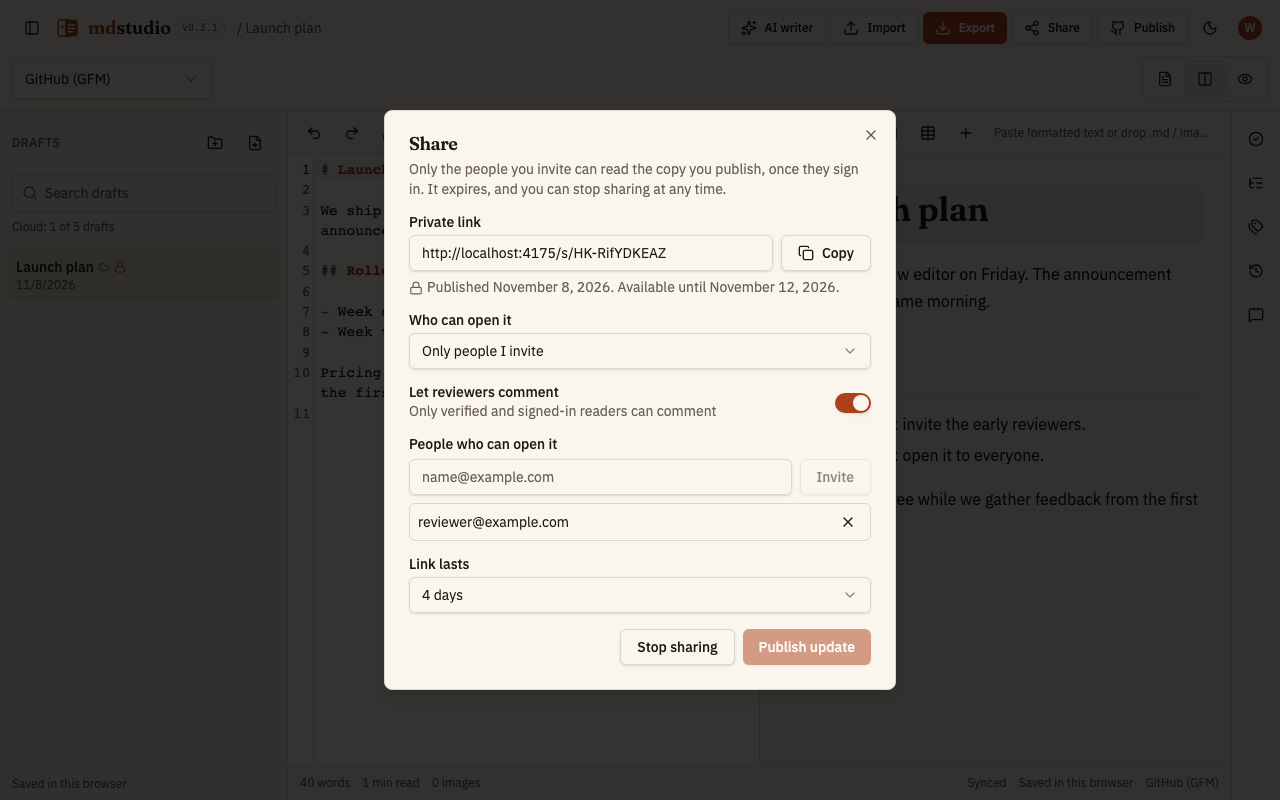 mdstudio v0.3.1 / Launch plan
AI writer Import Export Share Publish W
GitHub (GFM)
DRAFTS
Search drafts
Cloud: 1 of 5 drafts
Launch plan
11/8/2026
Saved in this browser
Paste formatted text or drop .md / ima...
1 # Launc
2
3 We ship
announce
4
5 ## Rollo
6
7 - Week
8 - Week
9
10 Pricing
the firs
11
Share
Only the people you invite can read the copy you publish, once they sign
in. It expires, and you can stop sharing at any time.
Private link
http://localhost:4175/s/HK-RifYDKEAZ
Copy
Published November 8, 2026. Available until November 12, 2026.
Who can open it
Only people I invite
Let reviewers comment
Only verified and signed-in readers can comment
People who can open it
name@example.com
Invite
reviewer@example.com
Link lasts
4 days
Stop sharing
Publish update
h plan
w editor on Friday. The announcement
ame morning.
: invite the early reviewers.
: open it to everyone.
ee while we gather feedback from the first
40 words 1 min read 0 images
Synced Saved in this browser GitHub (GFM)